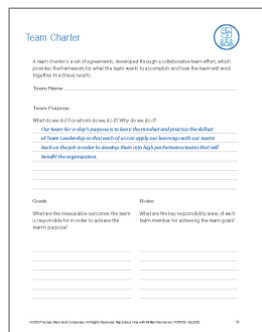 Team Charter
A team charter is a set of agreements, developed through a collaborative team effort, which
provides the framework for what the team wants to accomplish and how the team will work
together to achieve results.
Team Name
Team Purpose
What do we do? For whom do we do it? Why do we do it?
Our team-for-a-day's purpose is to learn the mindset and practice the skillset
of Team Leadership so that each of us can apply our learnings with our teams
back on the job in order to develop them into high performance teams that will
benefit the organization.
Goals
Roles
What are the measurable outcomes the team
is responsible for in order to achieve the
team's purpose?
What are the key responsibility areas of each
team member for achieving the team goals?